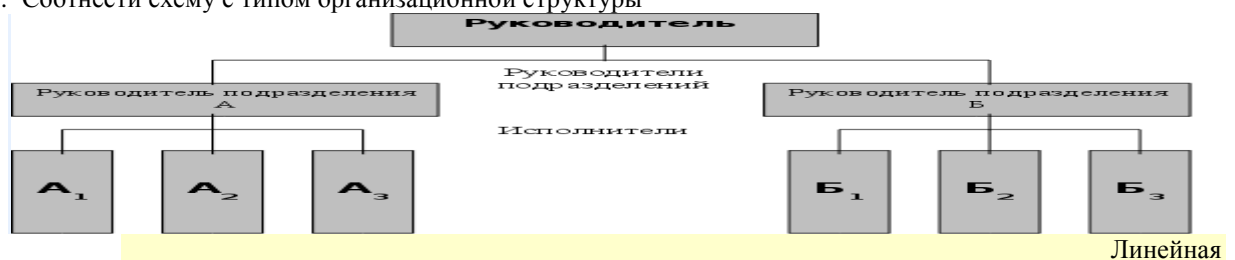 . Соотнести схему с типом организационной структуры
Руководитель
Руководители
подразделений
Руководитель подразделения
А
Руководитель подразделения
Б
Исполнители
А1
А2
А3
Б1
Б2
Б3
Линейная